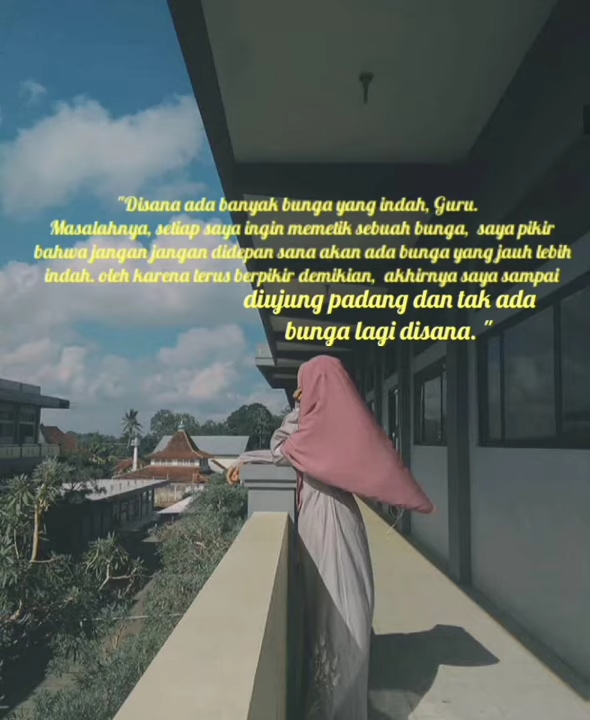 "Disana ada banyak bunga yang indah, Guru.
Masalahnya, setiap saya ingin memetik sebuah bunga, saya pikir
bahwa jangan jangan didepan sana akan ada bunga yang jauh lebih
indah. oleh karena terus berpikir demikian, akhirnya saya sampai
diujung padang dan tak ada
bunga lagi disana. "